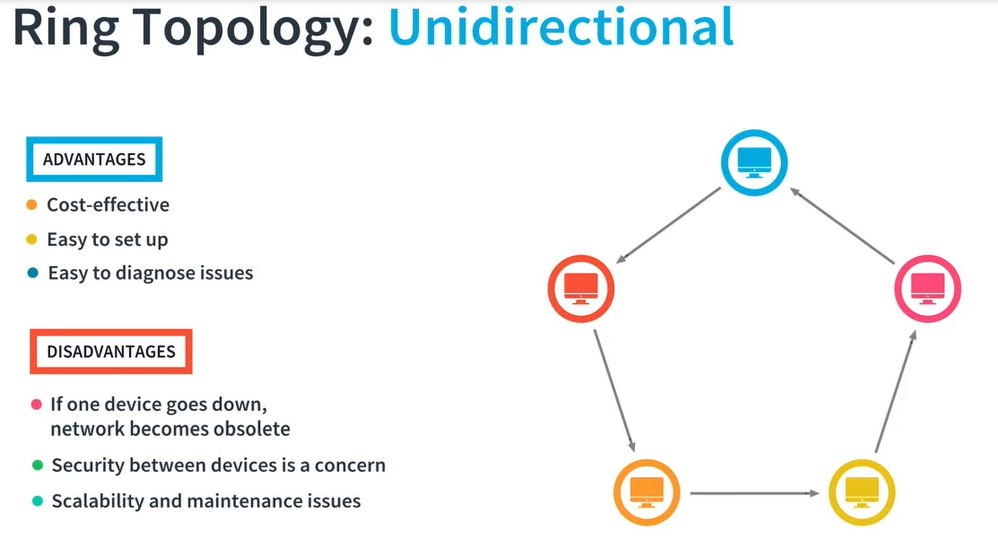 Ring Topology: Unidirectional
ADVANTAGES
Cost-effective
Easy to set up
Easy to diagnose issues
DISADVANTAGES
If one device goes down,
network becomes obsolete
Security between devices is a concern
Scalability and maintenance issues